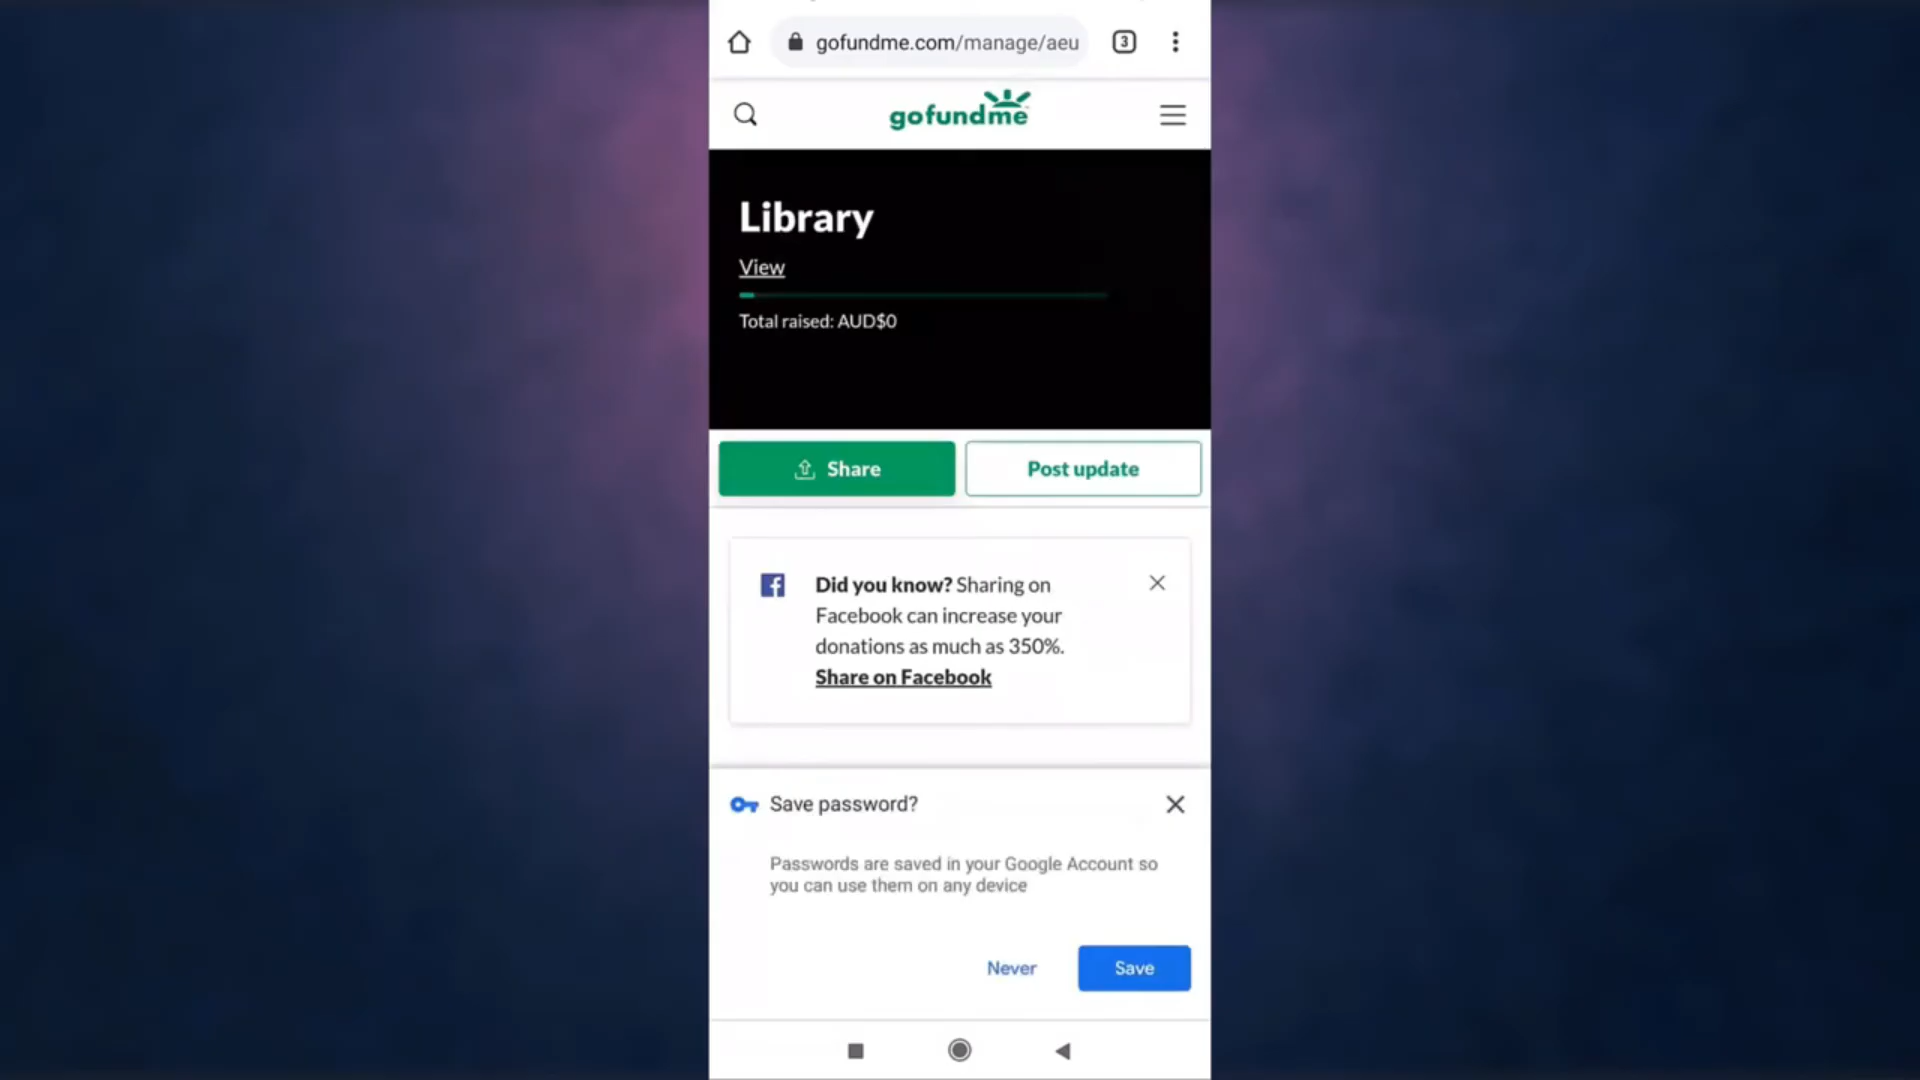 gofundme.com/manage/aeu
3
gofundme
Library
View
Total raised: AUD$0
Share
Post update
Did you know? Sharing on
Facebook can increase your
donations as much as 350%.
Share on Facebook
Save password?
Passwords are saved in your Google Account so
you can use them on any device
Never
Save